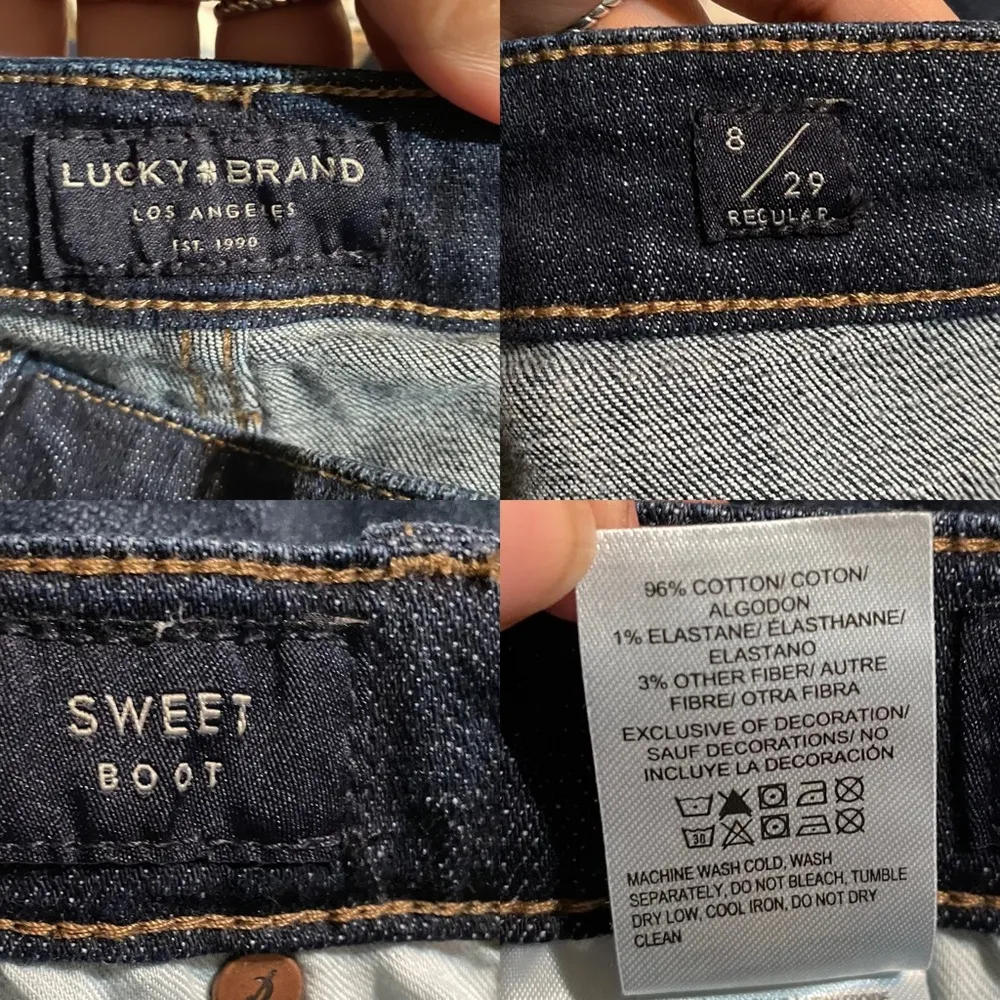 LUCKY BRAND
LOS ANGELES
EST. 1990
8
29
REGULAR
SWEET
BOOT
96% COTTON/ COTON/
ALGODON
1% ELASTANE/ ÉLASTHANNE/
ELASTANO
3% OTHER FIBER/ AUTRE
FIBRE/ OTRA FIBRA
EXCLUSIVE OF DECORATION/
SAUF DECORATIONS/ NO
INCLUYE LA DECORACIÓN
30
MACHINE WASH COLD, WASH
SEPARATELY, DO NOT BLEACH, TUMBLE
DRY LOW, COOL IRON, DO NOT DRY
CLEAN